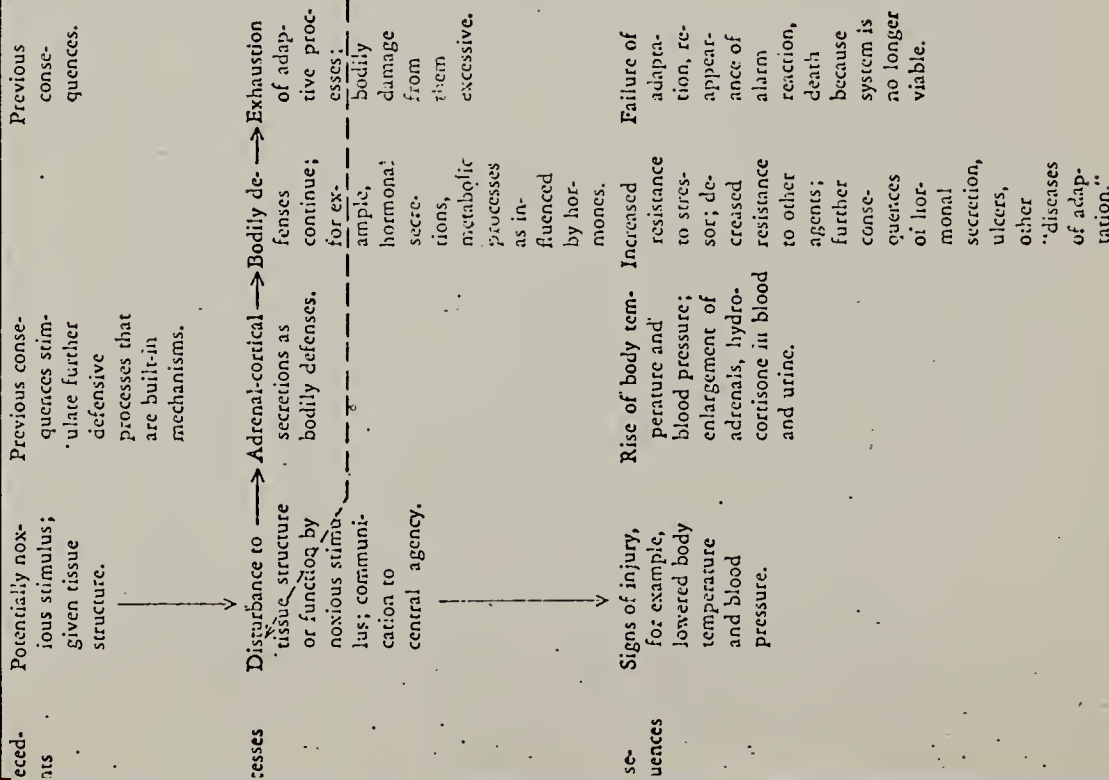 eced-
nts
Potentially nox-
ious stimulus;
given tissue
structure.
Previous conse-
quences stim-
ulate further
defensive
processes that
are built-in
mechanisms.
Previous
conse-
quences.
cesses
Disturbance to
tissue structure
or function by
noxious stimu-
lus; communi-
cation to
central agency.
Adrenal-cortical
secretions as
bodily defenses.
Bodily de-
fenses
continue;
for ex-
ample,
hormonal
secre-
tions,
metabolic
processes
as in-
fluenced
by hor-
mones.
Exhaustion
of adap-
tive proc-
esses;
bodily
damage
from
them
excessive.
se-
uences
Signs of injury,
for example,
lowered body
temperature
and blood
pressure.
Rise of body tem-
perature and
blood pressure;
enlargement of
adrenals, hydro-
cortisone in blood
and urine.
Increased
resistance
to stres-
sor; de-
creased
resistance
to other
agents;
further
conse-
quences
of hor-
monal
secretion,
ulcers,
other
"diseases
of adap-
tation."
Failure of
adapta-
tion, re-
appear-
ance of
alarm
reaction,
death
because
system is
no longer
viable.